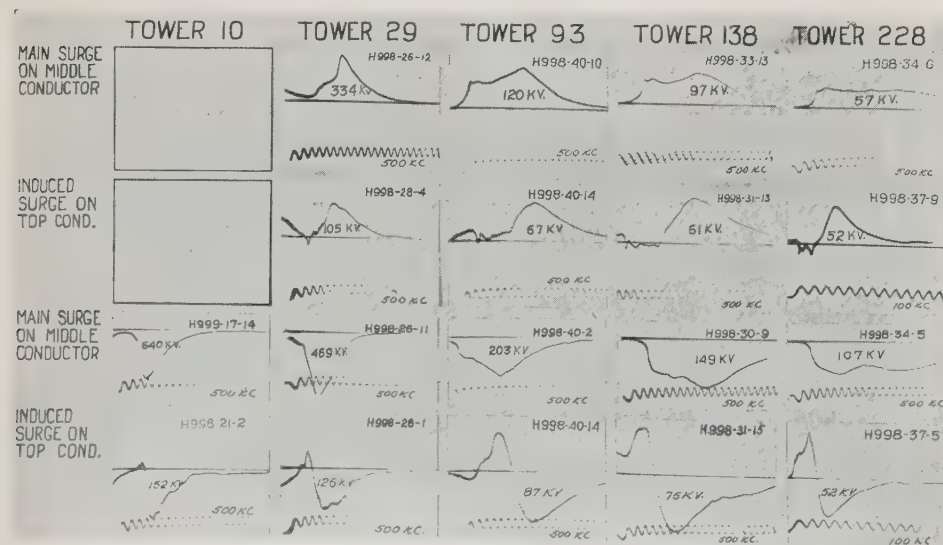 TOWER 10 TOWER 29 TOWER 93 TOWER 138 TOWER 228
MAIN SURGE
ON MIDDLE
CONDUCTOR
H998-26-12 H998-40-10 H998-33-13 H998-34 6
334 KV 120 KV. 97 KV. 57 KV.
500 KC 500 KC 500 KC 500 KC
INDUCED
SURGE ON
TOP COND.
H998-28-4 H998-40-14 H998-31-13 H998-37-9
105 KV 67 KV. 61 KV. 52 KV.
500 KC 500 KC 500 KC 100 KC
MAIN SURGE
ON MIDDLE
CONDUCTOR
H999-17-14 H998-26-11 H998-40-2 H998-30-9 H998-34-5
640 KV. 469 KV. 203 KV 149 KV 107 KV
500 KC 500 KC 500 KC 500 KC 500 KC
INDUCED
SURGE ON
TOP COND.
H998 21-2 H998-28-1 H998-40-14 H998-31-15 H998-37-5
152 KV 126 KV 87 KV 75 KV. 52 KV
500 KC 500 KC. 500 KC. 500 KC. 100 KC